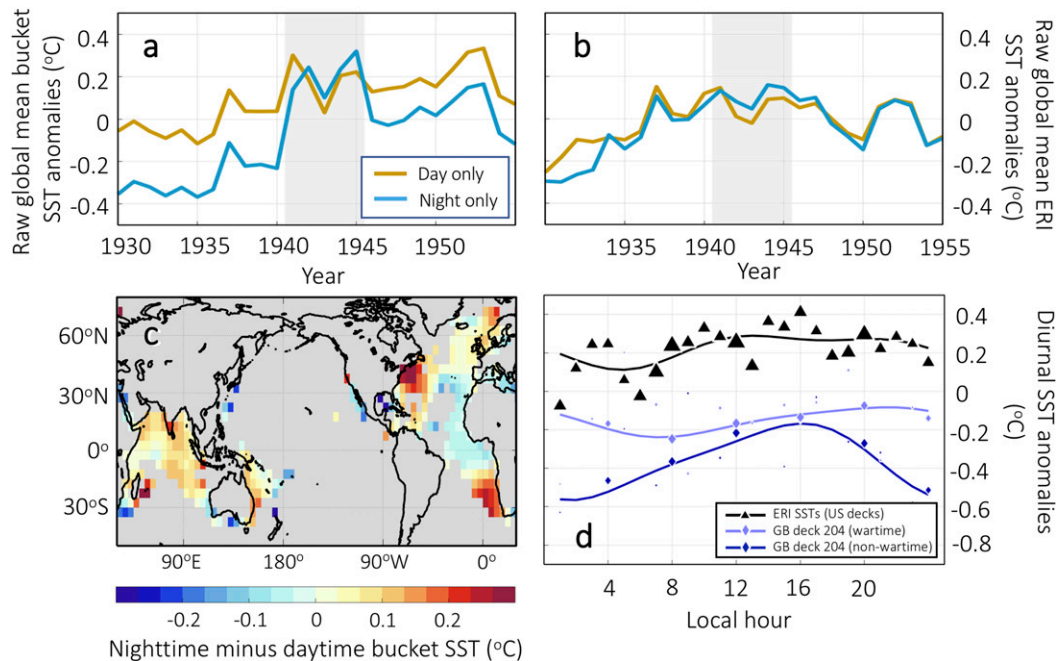 a
b
Raw global mean bucket
SST anomalies (°C)
0.4
0.2
0
-0.2
-0.4
Day only
Night only
1930 1935 1940 1945 1950
Year
0.4
0.2
0
-0.2
-0.4
Raw global mean ERI
SST anomalies (°C)
1935 1940 1945 1950 1955
Year
c
60°N
30°N
0°
30°S
90°E 180° 90°W 0°
-0.2 -0.1 0 0.1 0.2
Nighttime minus daytime bucket SST (°C)
d
0.4
0.2
0
-0.2
-0.4
-0.6
-0.8
Diurnal SST anomalies
(°C)
ERI SSTs (US decks)
GB deck 204 (wartime)
GB deck 204 (non-wartime)
4 8 12 16 20
Local hour